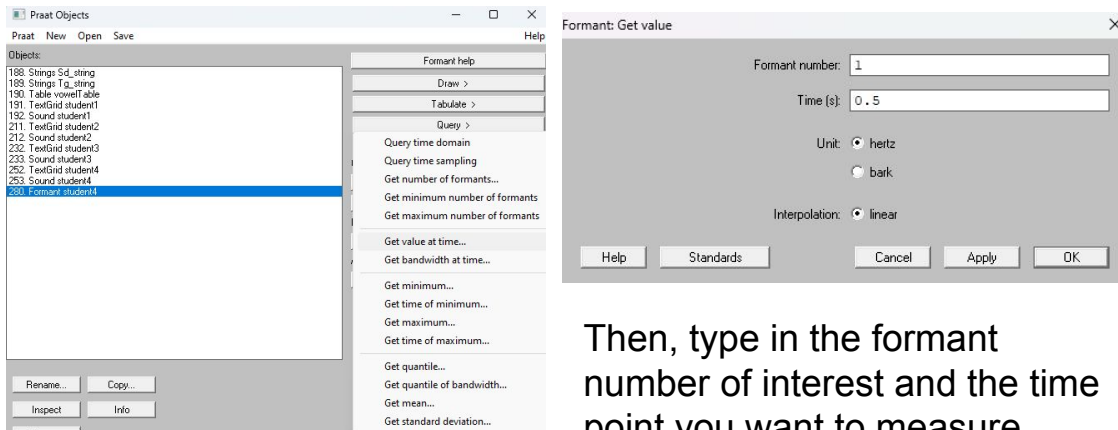 Praat Objects
Praat New Open Save Help
Objects:
188. Strings Sd_string
189. Strings Tg_string
190. Table vowelTable
191. TextGrid student1
192. Sound student1
211. TextGrid student2
212. Sound student2
232. TextGrid student3
233. Sound student3
252. TextGrid student4
253. Sound student4
280. Formant student4
Rename... Copy...
Inspect Info
Formant help
Draw >
Tabulate >
Query >
Query time domain
Query time sampling
Get number of formants...
Get minimum number of formants
Get maximum number of formants
Get value at time...
Get bandwidth at time...
Get minimum...
Get time of minimum...
Get maximum...
Get time of maximum...
Get quantile...
Get quantile of bandwidth...
Get mean...
Get standard deviation...
Formant: Get value
Formant number: 1
Time (s): 0.5
Unit: hertz
bark
Interpolation: linear
Help Standards Cancel Apply OK
Then, type in the formant
number of interest and the time
point you want to measure